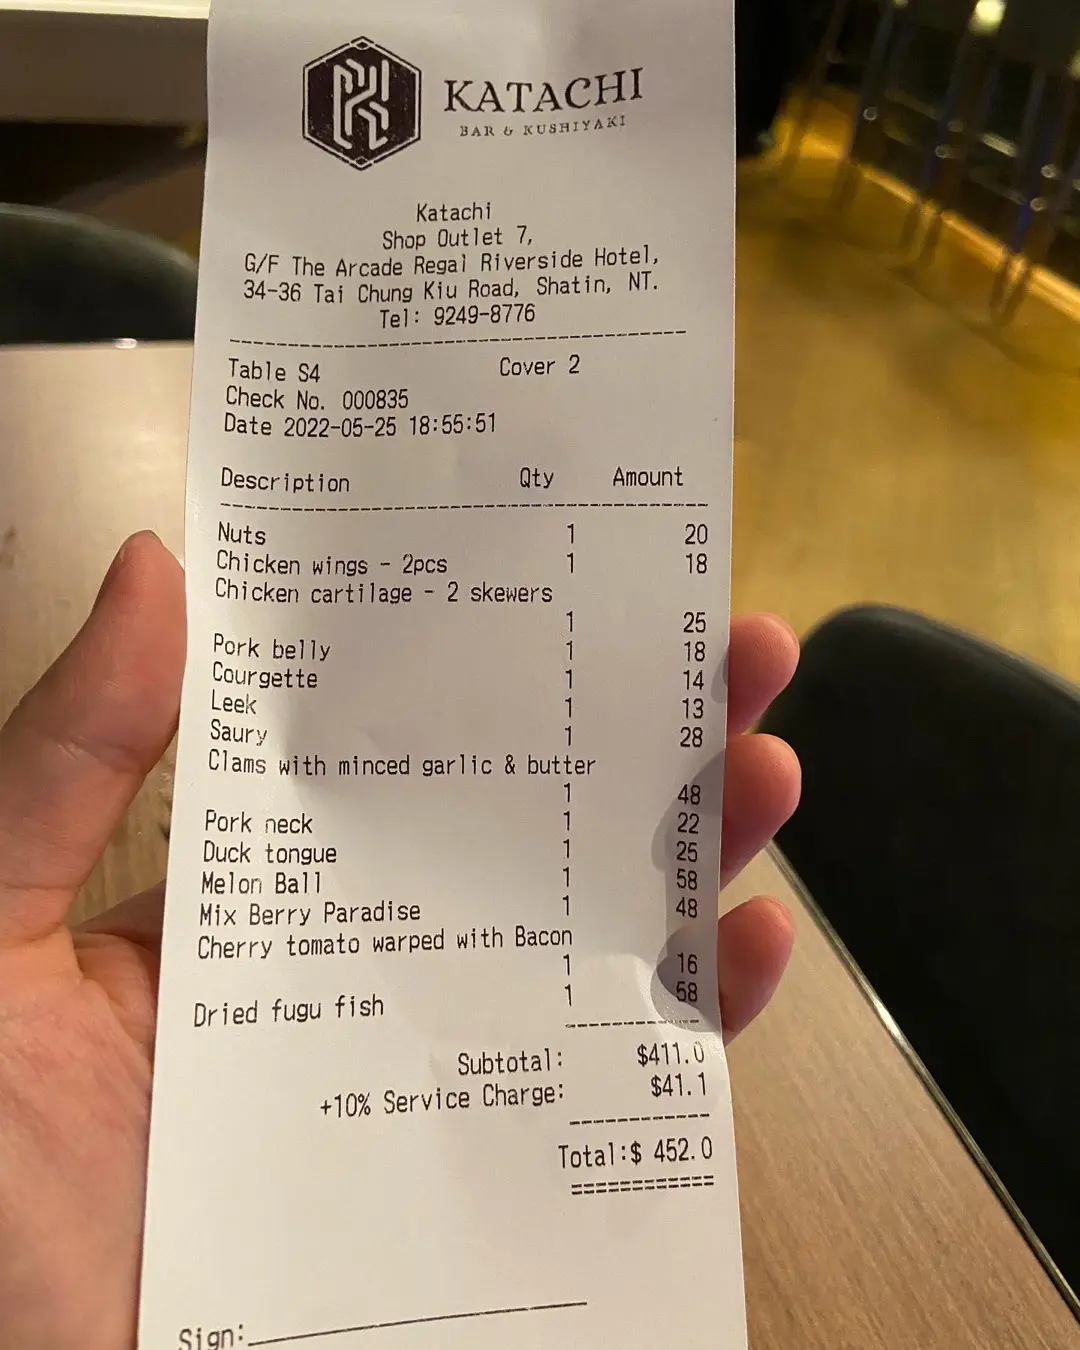 KATACHI
BAR & KUSHIYAKI
Katachi
Shop Outlet 7,
G/F The Arcade Regal Riverside Hotel,
34-36 Tai Chung Kiu Road, Shatin, NT.
Tel: 9249-8776
Table S4 Cover 2
Check No. 000835
Date 2022-05-25 18:55:51
Description Qty Amount
Nuts 1 20
Chicken wings - 2pcs 1 18
Chicken cartilage - 2 skewers
1 25
Pork belly 1 18
Courgette 1 14
Leek 1 13
Saury 1 28
Clams with minced garlic & butter
1 48
Pork neck 1 22
Duck tongue 1 25
Melon Ball 1 58
Mix Berry Paradise 1 48
Cherry tomato warped with Bacon
1 16
Dried fugu fish 1 58
Subtotal: $411.0
+10% Service Charge: $41.1
Total:$ 452.0
Sign: